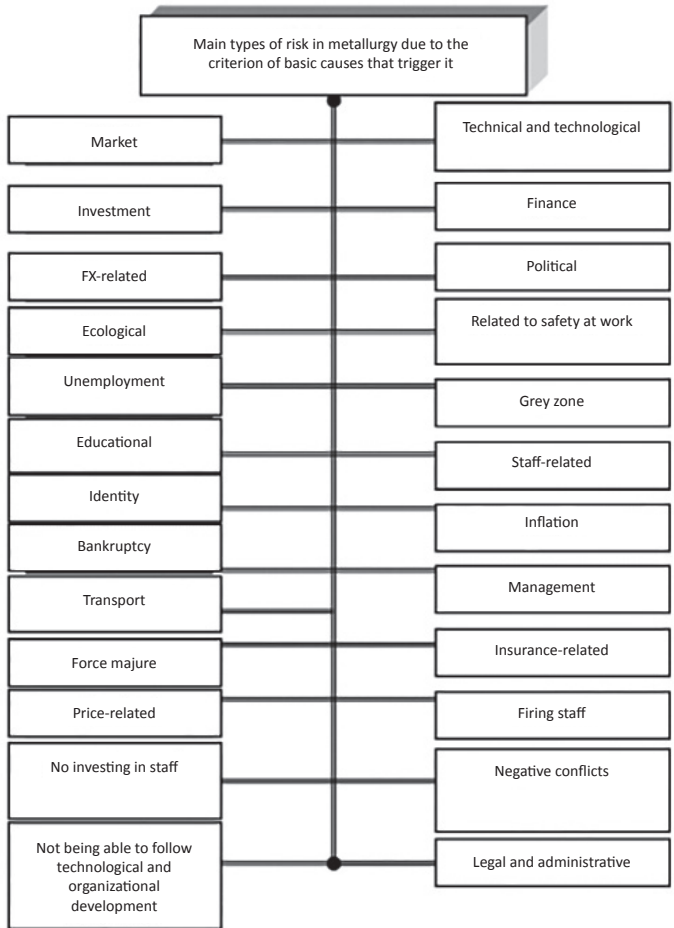 Main types of risk in metallurgy due to the
criterion of basic causes that trigger it
Market
Technical and technological
Investment
Finance
FX-related
Political
Ecological
Related to safety at work
Unemployment
Grey zone
Educational
Staff-related
Identity
Inflation
Bankruptcy
Management
Transport
Force majure
Insurance-related
Price-related
Firing staff
No investing in staff
Negative conflicts
Not being able to follow
technological and
organizational
development
Legal and administrative